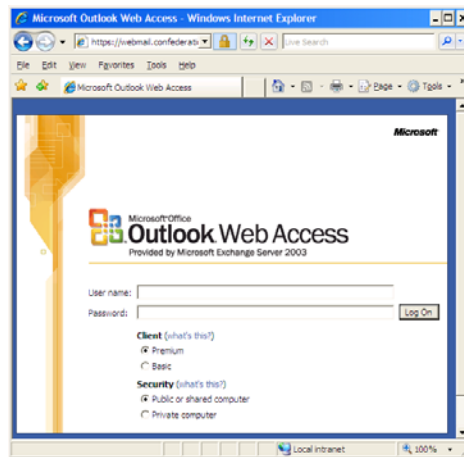 Microsoft Outlook Web Access - Windows Internet Explorer
https://webmail.confederati
Live Search
File Edit View Favorites Tools Help
Microsoft Outlook Web Access
Page Tools
Microsoft
Microsoft Office
Outlook Web Access
Provided by Microsoft Exchange Server 2003
User name:
Password:
Log On
Client (what's this?)
Premium
Basic
Security (what's this?)
Public or shared computer
Private computer
Local intranet
100%